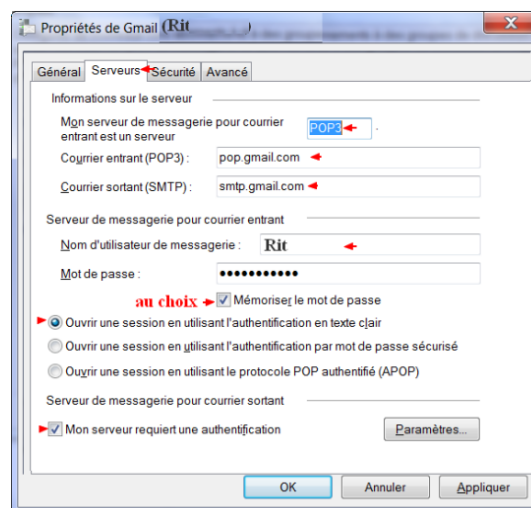 Propriétés de Gmail (Rit )
Général Serveurs Sécurité Avancé
Informations sur le serveur
Mon serveur de messagerie pour courrier
entrant est un serveur POP3 .
Courrier entrant (POP3) : pop.gmail.com
Courrier sortant (SMTP) : smtp.gmail.com
Serveur de messagerie pour courrier entrant
Nom d'utilisateur de messagerie : Rit
Mot de passe : •••••••••••
au choix Mémoriser le mot de passe
Ouvrir une session en utilisant l'authentification en texte clair
Ouvrir une session en utilisant l'authentification par mot de passe sécurisé
Ouvrir une session en utilisant le protocole POP authentifié (APOP)
Serveur de messagerie pour courrier sortant
Mon serveur requiert une authentification Paramètres...
OK Annuler Appliquer